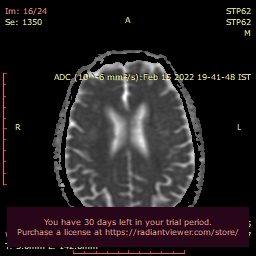 Im: 16/24
STP62
Se: 1350
A
STP62
M
ADC (10^-6 mm²/s):Feb 15 2022 19-41-48 IST
R
L
You have 30 days left in your trial period.
Purchase a license at https://radiantviewer.com/store/